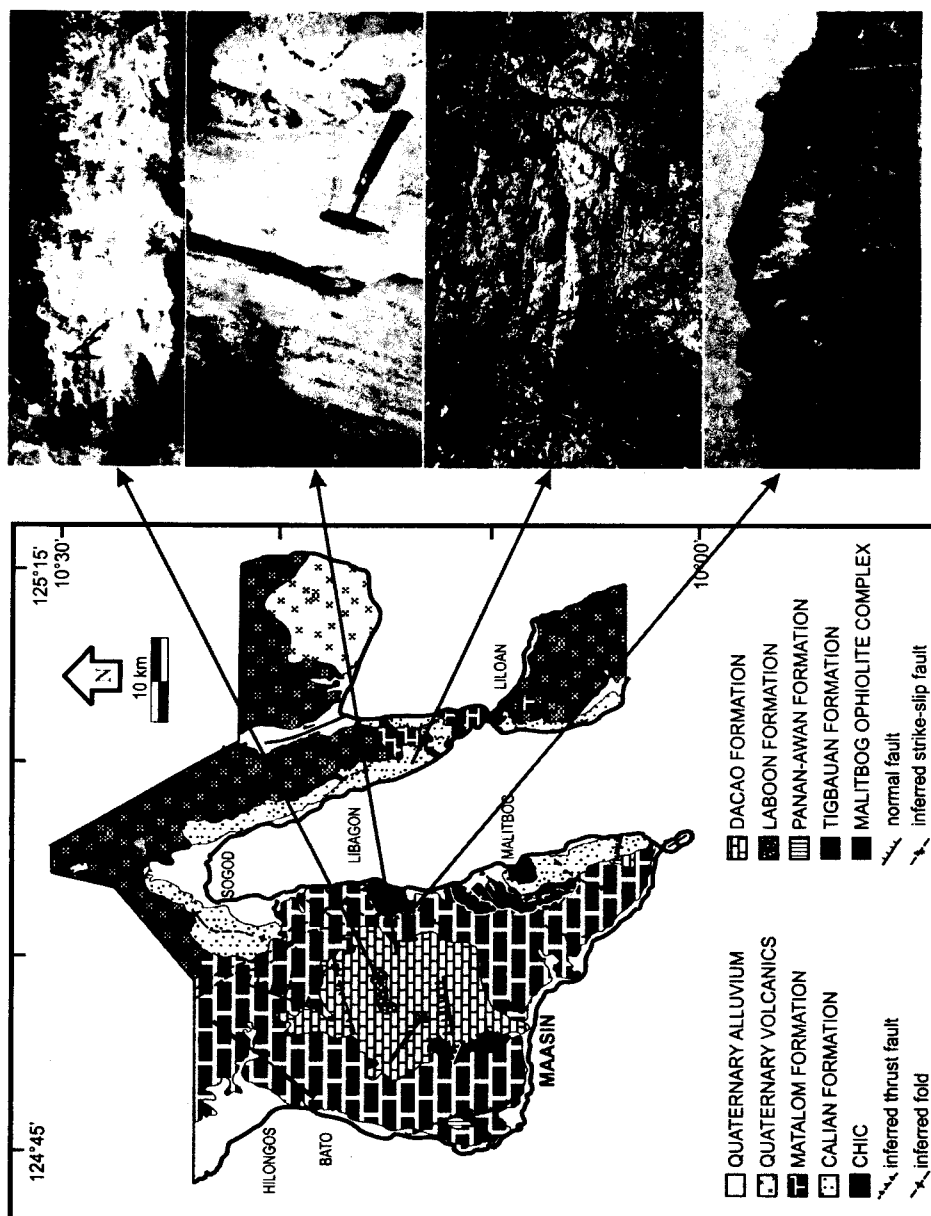 124°45'
125°15'
10°30'
N
10 km
HILONGOS
BATO
SOGOD
LIBAGON
MALITBOG
LILOAN
MAASIN
10°00'
QUATERNARY ALLUVIUM
QUATERNARY VOLCANICS
MATALOM FORMATION
CALIAN FORMATION
CHIC
inferred thrust fault
inferred fold
DACAO FORMATION
LABOON FORMATION
PANAN-AWAN FORMATION
TIGBAUAN FORMATION
MALITBOG OPHIOLITE COMPLEX
normal fault
inferred strike-slip fault